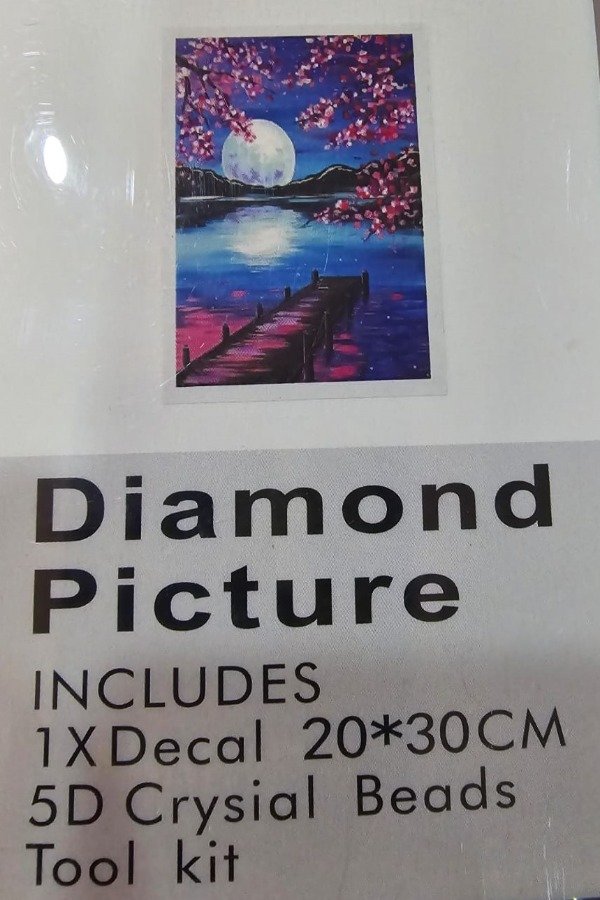 Diamond
Picture
INCLUDES
1XDecal 20*30CM
5D Crysial Beads
Tool kit